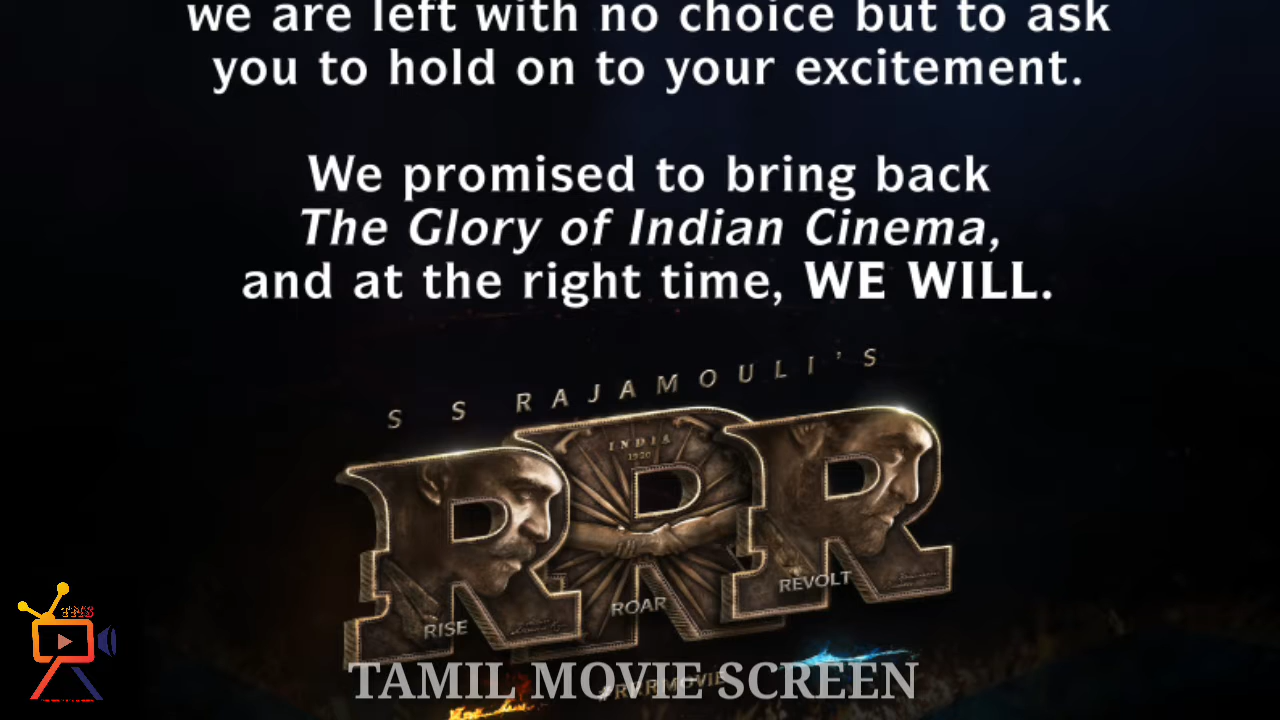 we are left with no choice but to ask
you to hold on to your excitement.
We promised to bring back
The Glory of Indian Cinema,
and at the right time, WE WILL.
S S RAJAMOULI'S
INDIA
1920
RRR
RISE
ROAR
REVOLT
TMS
#RRRMOVIE
TAMIL MOVIE SCREEN